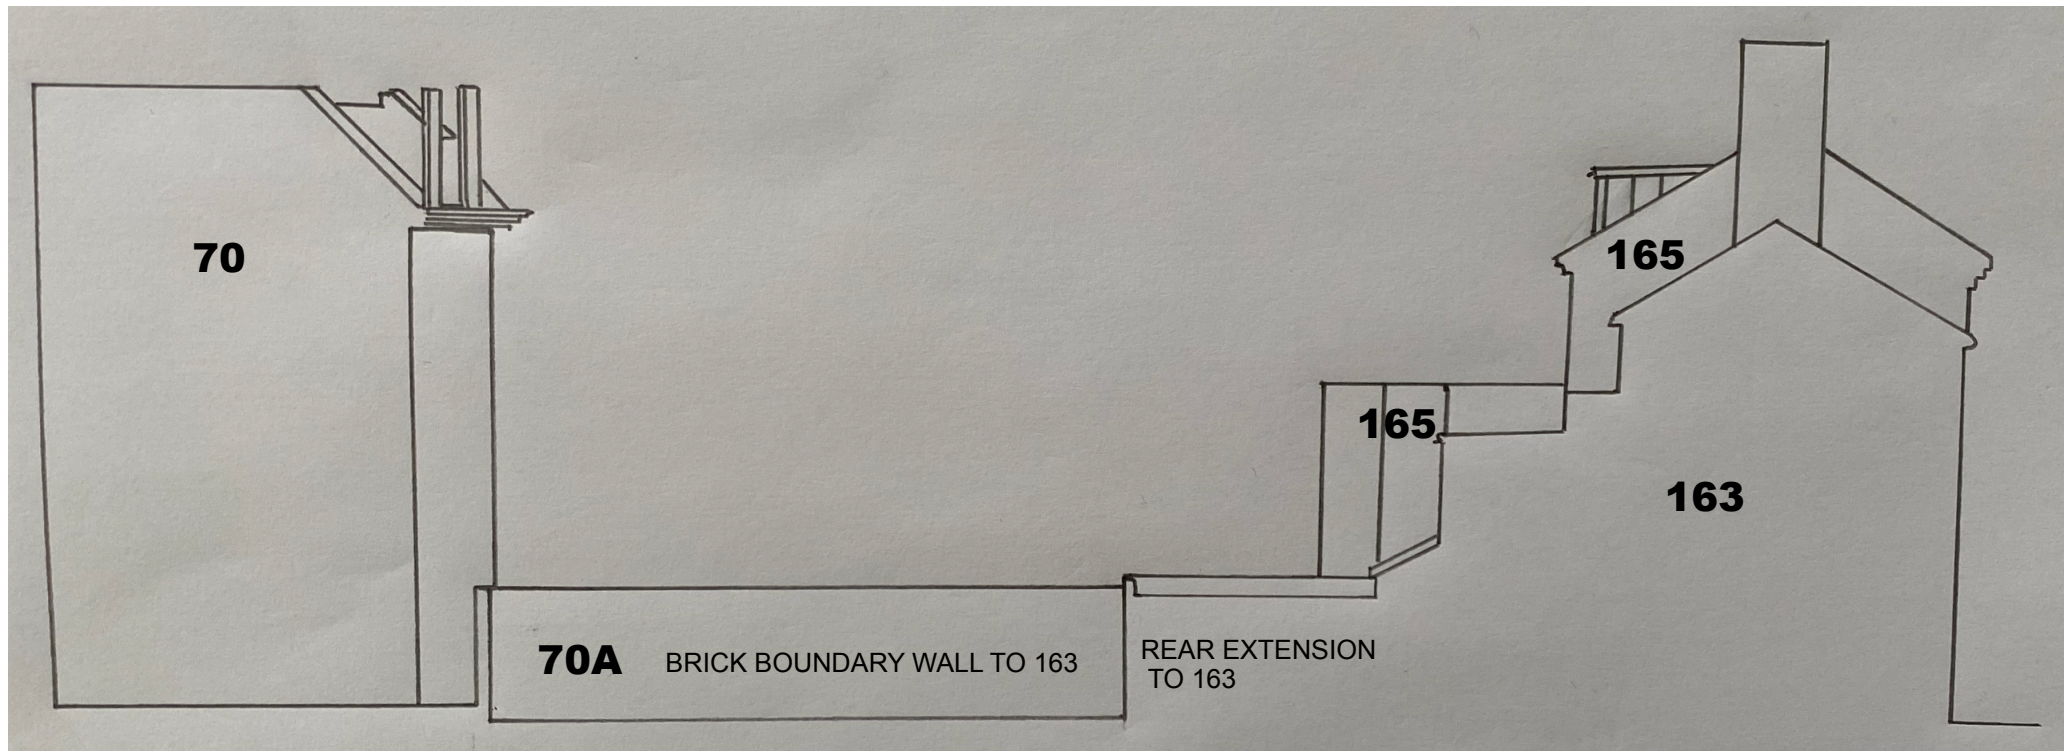 70
165
165
163
70A BRICK BOUNDARY WALL TO 163
REAR EXTENSION
TO 163